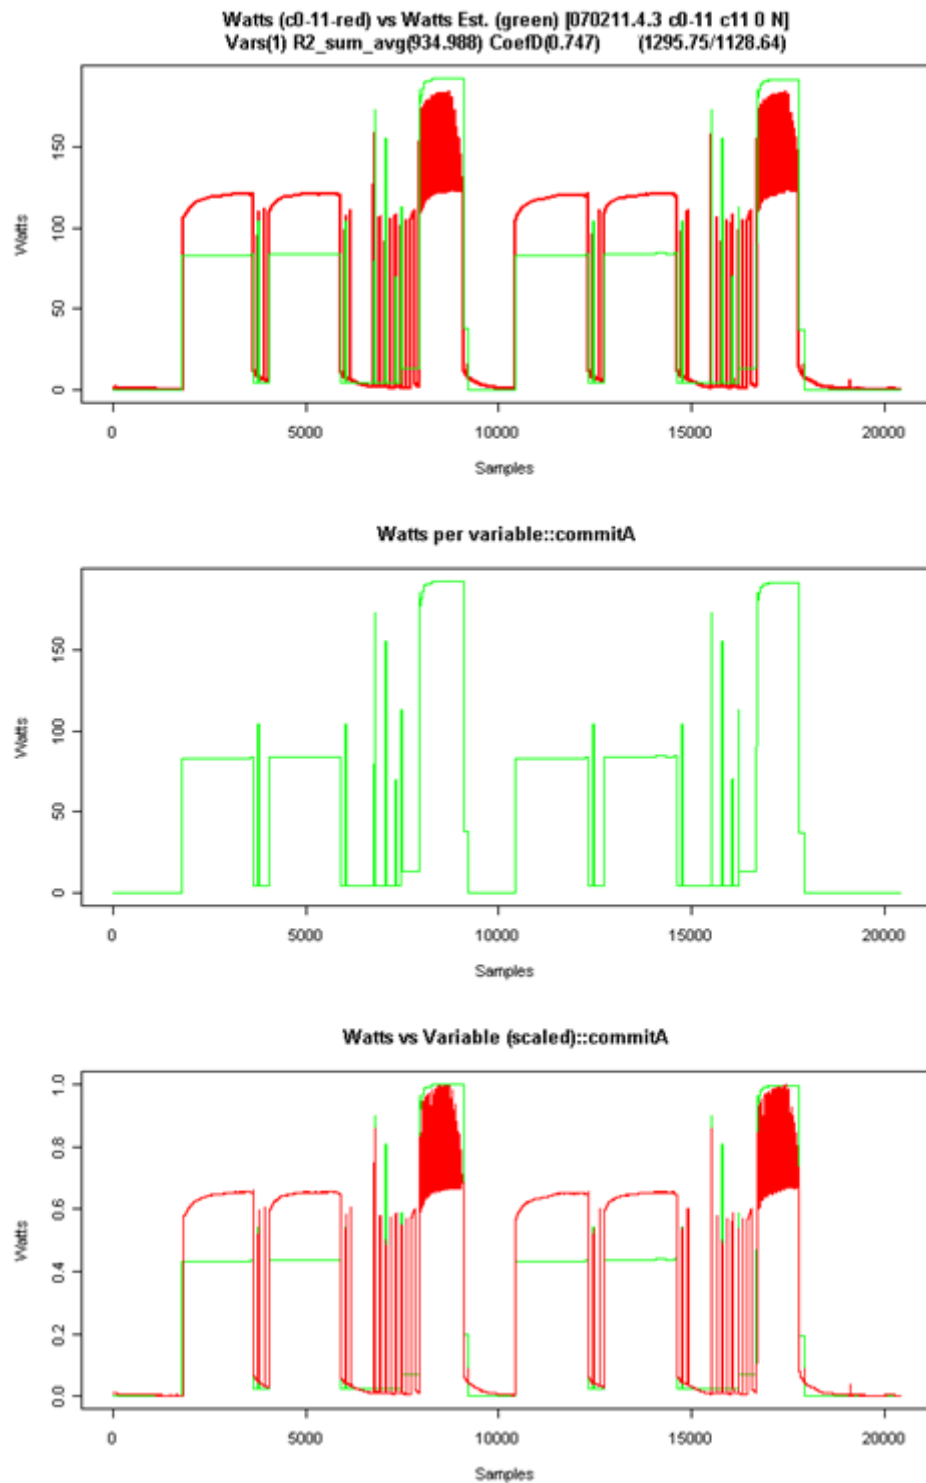 Watts (c0-11-red) vs Watts Est. (green) [070211.4.3 c0-11 c11 0 N]
Vars(1) R2_sum_avg(934.988) CoefD(0.747) (1295.75/1128.64)
Watts
150
100
50
0
0 5000 10000 15000 20000
Samples
Watts per variable::commitA
Watts
150
100
50
0
0 5000 10000 15000 20000
Samples
Watts vs Variable (scaled)::commitA
Watts
1.0
0.8
0.6
0.4
0.2
0.0
0 5000 10000 15000 20000
Samples